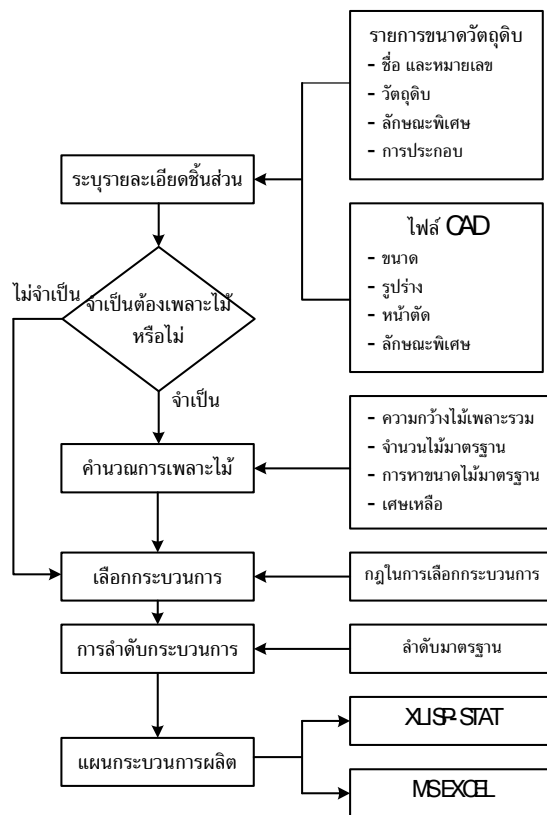 รายการขนาดวัตถุดิบ
- ชื่อ และหมายเลข
- วัตถุดิบ
- ลักษณะพิเศษ
- การประกอบ
ระบุรายละเอียดชิ้นส่วน
ไฟล์ CAD
- ขนาด
- รูปร่าง
- หน้าตัด
- ลักษณะพิเศษ
ไม่จำเป็น
จำเป็นต้องเพลาะไม้
หรือไม่
จำเป็น
- ความกว้างไม้เพลาะรวม
- จำนวนไม้มาตรฐาน
- การหาขนาดไม้มาตรฐาน
- เศษเหลือ
คำนวณการเพลาะไม้
เลือกกระบวนการ
กฎในการเลือกกระบวนการ
การลำดับกระบวนการ
ลำดับมาตรฐาน
XLISP-STAT
แผนกระบวนการผลิต
MS EXCEL